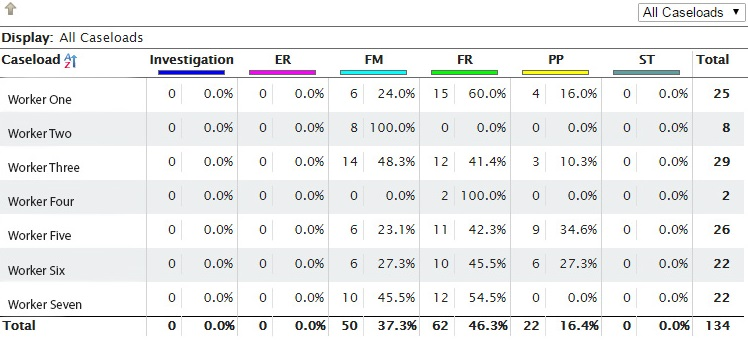 All Caseloads
Display: All Caseloads
Caseload AZ Investigation ER FM FR PP ST Total
Worker One 0 0.0% 0 0.0% 6 24.0% 15 60.0% 4 16.0% 0 0.0% 25
Worker Two 0 0.0% 0 0.0% 8 100.0% 0 0.0% 0 0.0% 0 0.0% 8
Worker Three 0 0.0% 0 0.0% 14 48.3% 12 41.4% 3 10.3% 0 0.0% 29
Worker Four 0 0.0% 0 0.0% 0 0.0% 2 100.0% 0 0.0% 0 0.0% 2
Worker Five 0 0.0% 0 0.0% 6 23.1% 11 42.3% 9 34.6% 0 0.0% 26
Worker Six 0 0.0% 0 0.0% 6 27.3% 10 45.5% 6 27.3% 0 0.0% 22
Worker Seven 0 0.0% 0 0.0% 10 45.5% 12 54.5% 0 0.0% 0 0.0% 22
Total 0 0.0% 0 0.0% 50 37.3% 62 46.3% 22 16.4% 0 0.0% 134